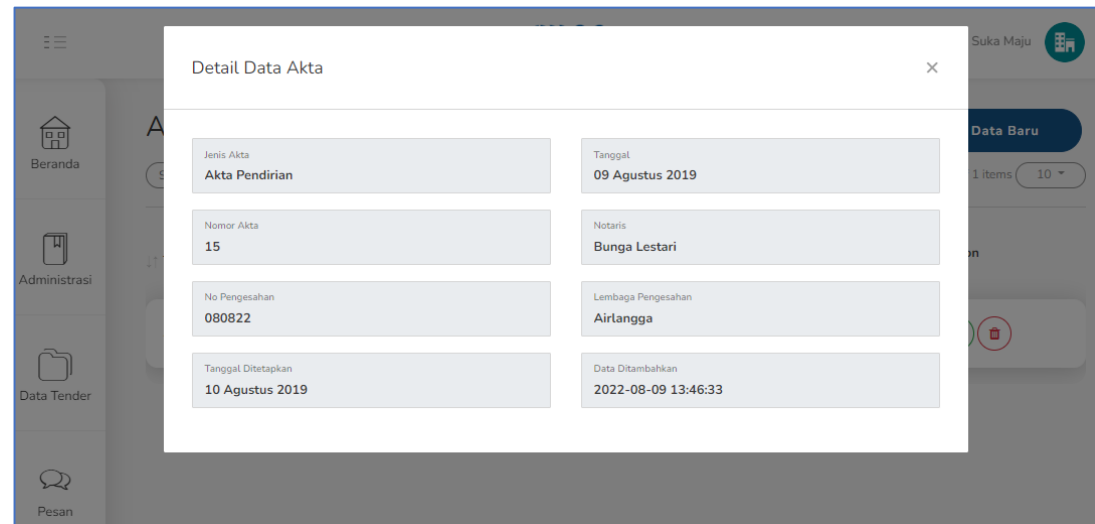 Suka Maju
Detail Data Akta
Data Baru
Beranda
1 items 10
Jenis Akta
Akta Pendirian
Tanggal
09 Agustus 2019
Nomor Akta
15
Notaris
Bunga Lestari
Administrasi
No Pengesahan
080822
Lembaga Pengesahan
Airlangga
Tanggal Ditetapkan
10 Agustus 2019
Data Ditambahkan
2022-08-09 13:46:33
Data Tender
Pesan